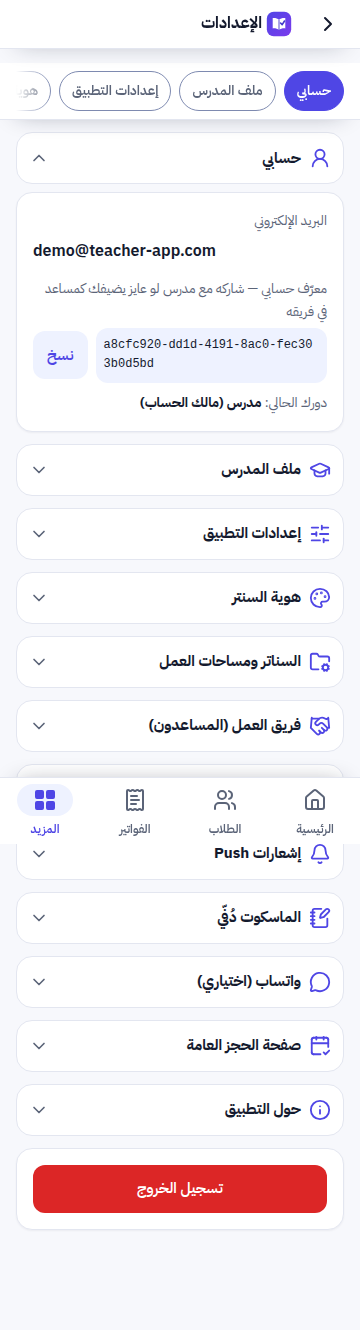 الإعدادات
حسابي
ملف المدرس
إعدادات التطبيق
حسابي
البريد الإلكتروني
demo@teacher-app.com
معرّف حسابي — شاركه مع مدرس لو عايز يضيفك كمساعد
في فريقه
a8cfc920-dd1d-4191-8ac0-fec30
3b0d5bd
نسخ
دورك الحالي: مدرس (مالك الحساب)
ملف المدرس
إعدادات التطبيق
هوية السنتر
السناتر ومساحات العمل
فريق العمل (المساعدون)
الرئيسية
الطلاب
الفواتير
المزيد
إشعارات Push
الماسكوت دُفّي
واتساب (اختياري)
صفحة الحجز العامة
حول التطبيق
تسجيل الخروج